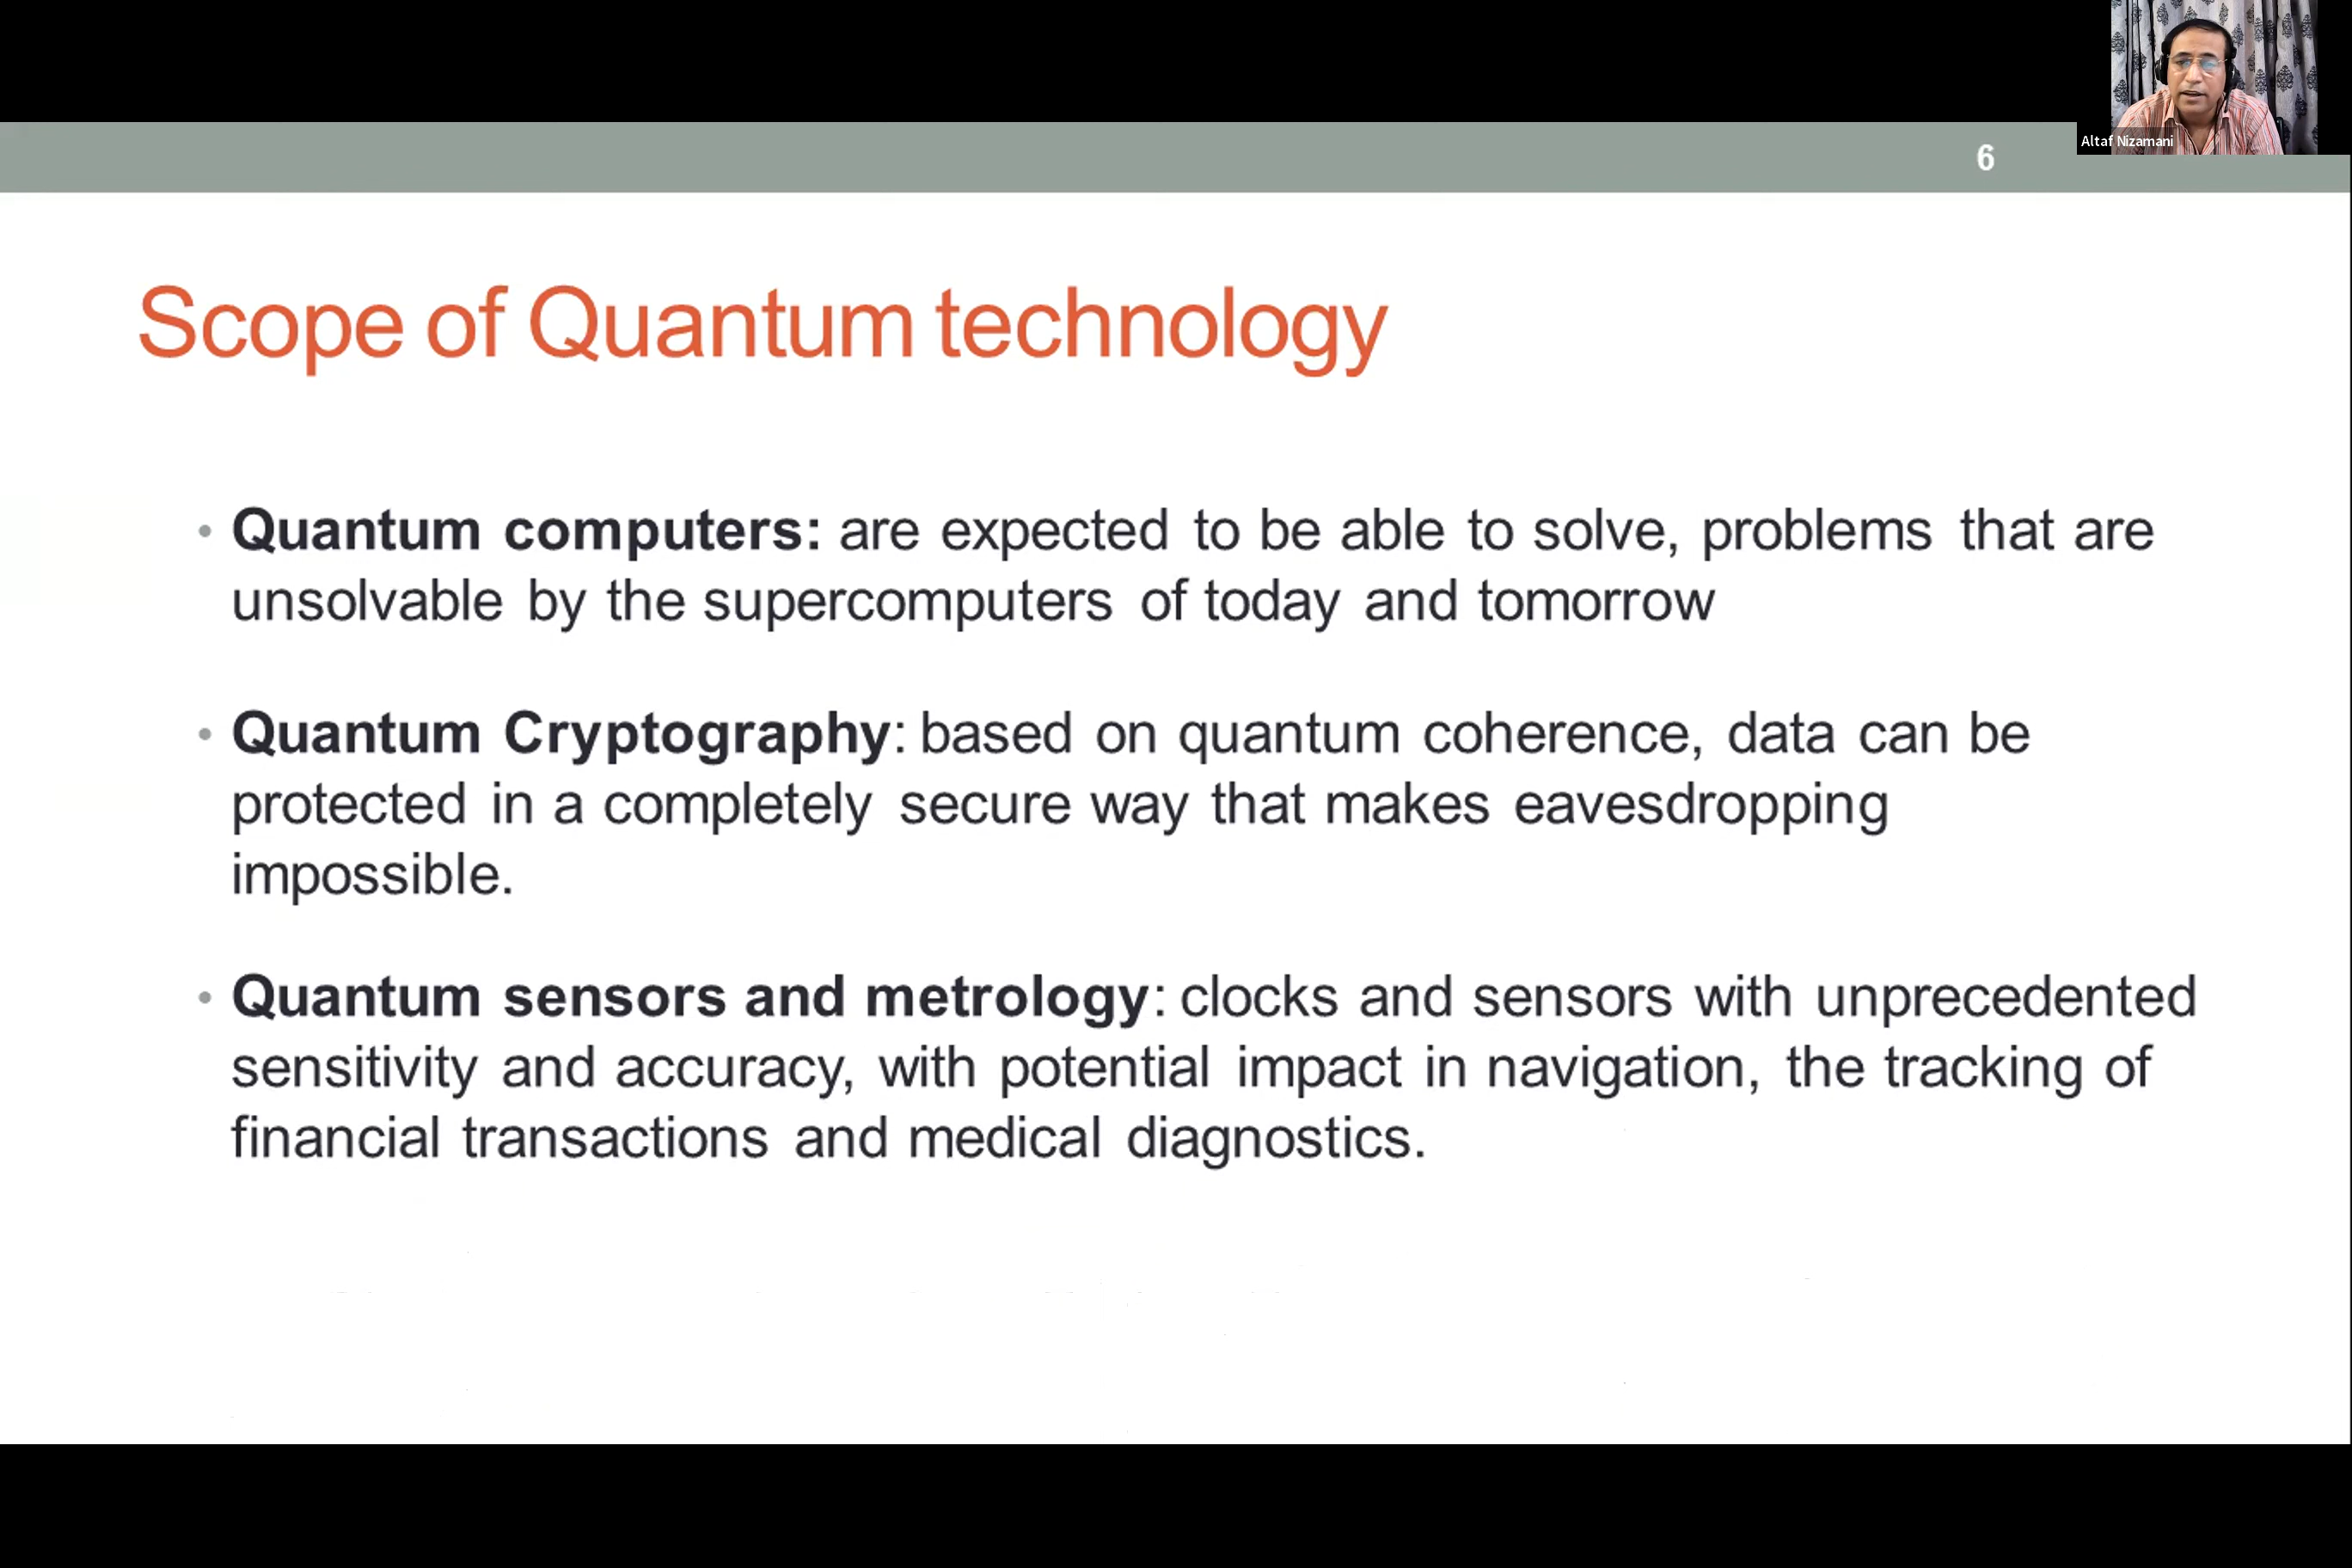 Altaf Nizamani
6
Scope of Quantum technology
• Quantum computers: are expected to be able to solve, problems that are
unsolvable by the supercomputers of today and tomorrow
• Quantum Cryptography: based on quantum coherence, data can be
protected in a completely secure way that makes eavesdropping
impossible.
• Quantum sensors and metrology: clocks and sensors with unprecedented
sensitivity and accuracy, with potential impact in navigation, the tracking of
financial transactions and medical diagnostics.